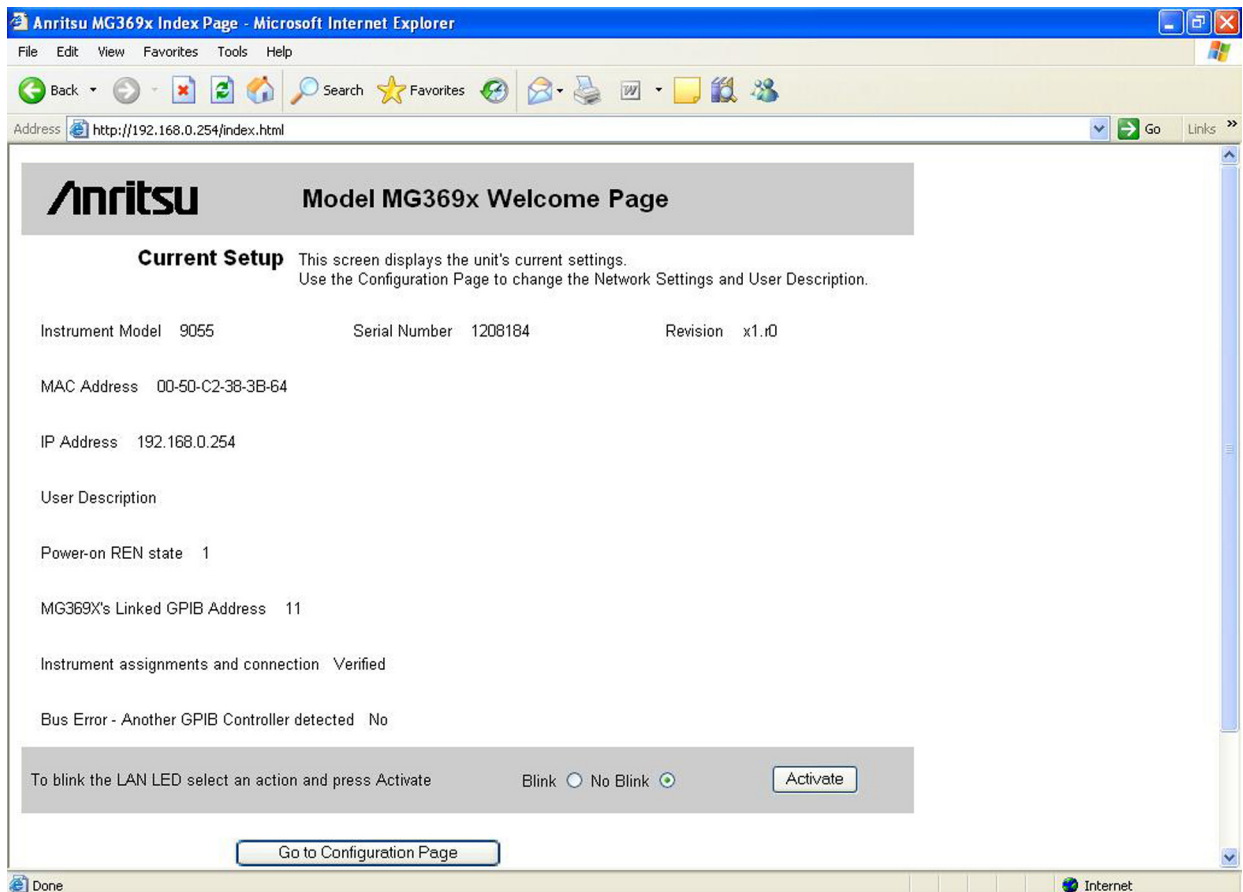 Anritsu MG369x Index Page - Microsoft Internet Explorer
File Edit View Favorites Tools Help
Back Search Favorites
Address http://192.168.0.254/index.html Go Links »
Anritsu Model MG369x Welcome Page
Current Setup This screen displays the unit's current settings.
Use the Configuration Page to change the Network Settings and User Description.
Instrument Model 9055 Serial Number 1208184 Revision x1.r0
MAC Address 00-50-C2-38-3B-64
IP Address 192.168.0.254
User Description
Power-on REN state 1
MG369X's Linked GPIB Address 11
Instrument assignments and connection Verified
Bus Error - Another GPIB Controller detected No
To blink the LAN LED select an action and press Activate Blink No Blink Activate
Go to Configuration Page
Done Internet